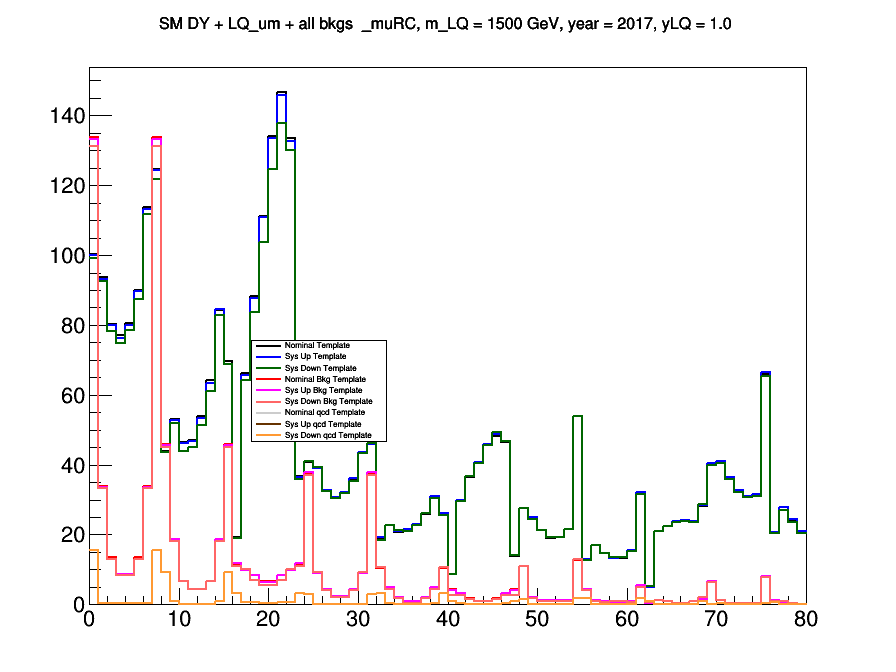 SM DY + LQ_um + all bkgs _muRC, m_LQ = 1500 GeV, year = 2017, yLQ = 1.0
140
120
100
80
60
40
20
0
Nominal Template
Sys Up Template
Sys Down Template
Nominal Bkg Template
Sys Up Bkg Template
Sys Down Bkg Template
Nominal qcd Template
Sys Up qcd Template
Sys Down qcd Template
0 10 20 30 40 50 60 70 80